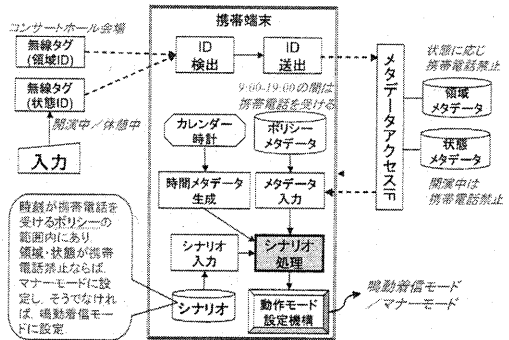 コンサートホール会場
携帯端末
無線タグ
(領域ID)
ID
検出
ID
送出
無線タグ
(状態ID)
開演中/休憩中
入力
9:00-19:00の間は
携帯電話を受ける
カレンダー
時計
ポリシー
メタデータ
メタデータアクセスIF
状態に応じ
携帯電話禁止
領域
メタデータ
状態
メタデータ
開演中は
携帯電話禁止
時間メタデータ
生成
メタデータ
入力
時刻が携帯電話を
受けるポリシーの
範囲内にあり、
領域・状態が携帯
電話禁止ならば、
マナーモードに設
定し、そうでなけれ
ば、鳴動着信モー
ドに設定
シナリオ
入力
シナリオ
処理
シナリオ
動作モード
設定機構
鳴動着信モード
/マナーモード